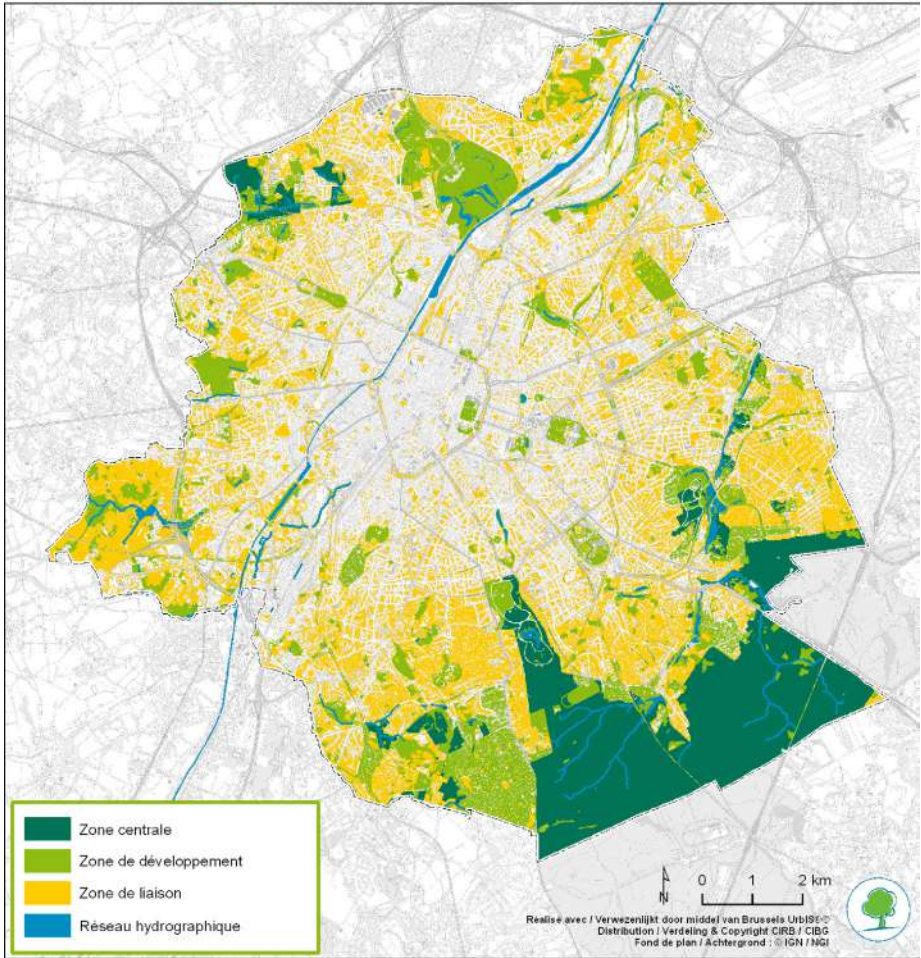 Zone centrale
Zone de développement
Zone de liaison
Réseau hydrographique
N
0 1 2 km
Réalisé avec / Verwezenlijkt door middel van Brussels UrbIS®©
Distribution / Verdeling & Copyright CIRB / CIBG
Fond de plan / Achtergrond : © IGN / NGI